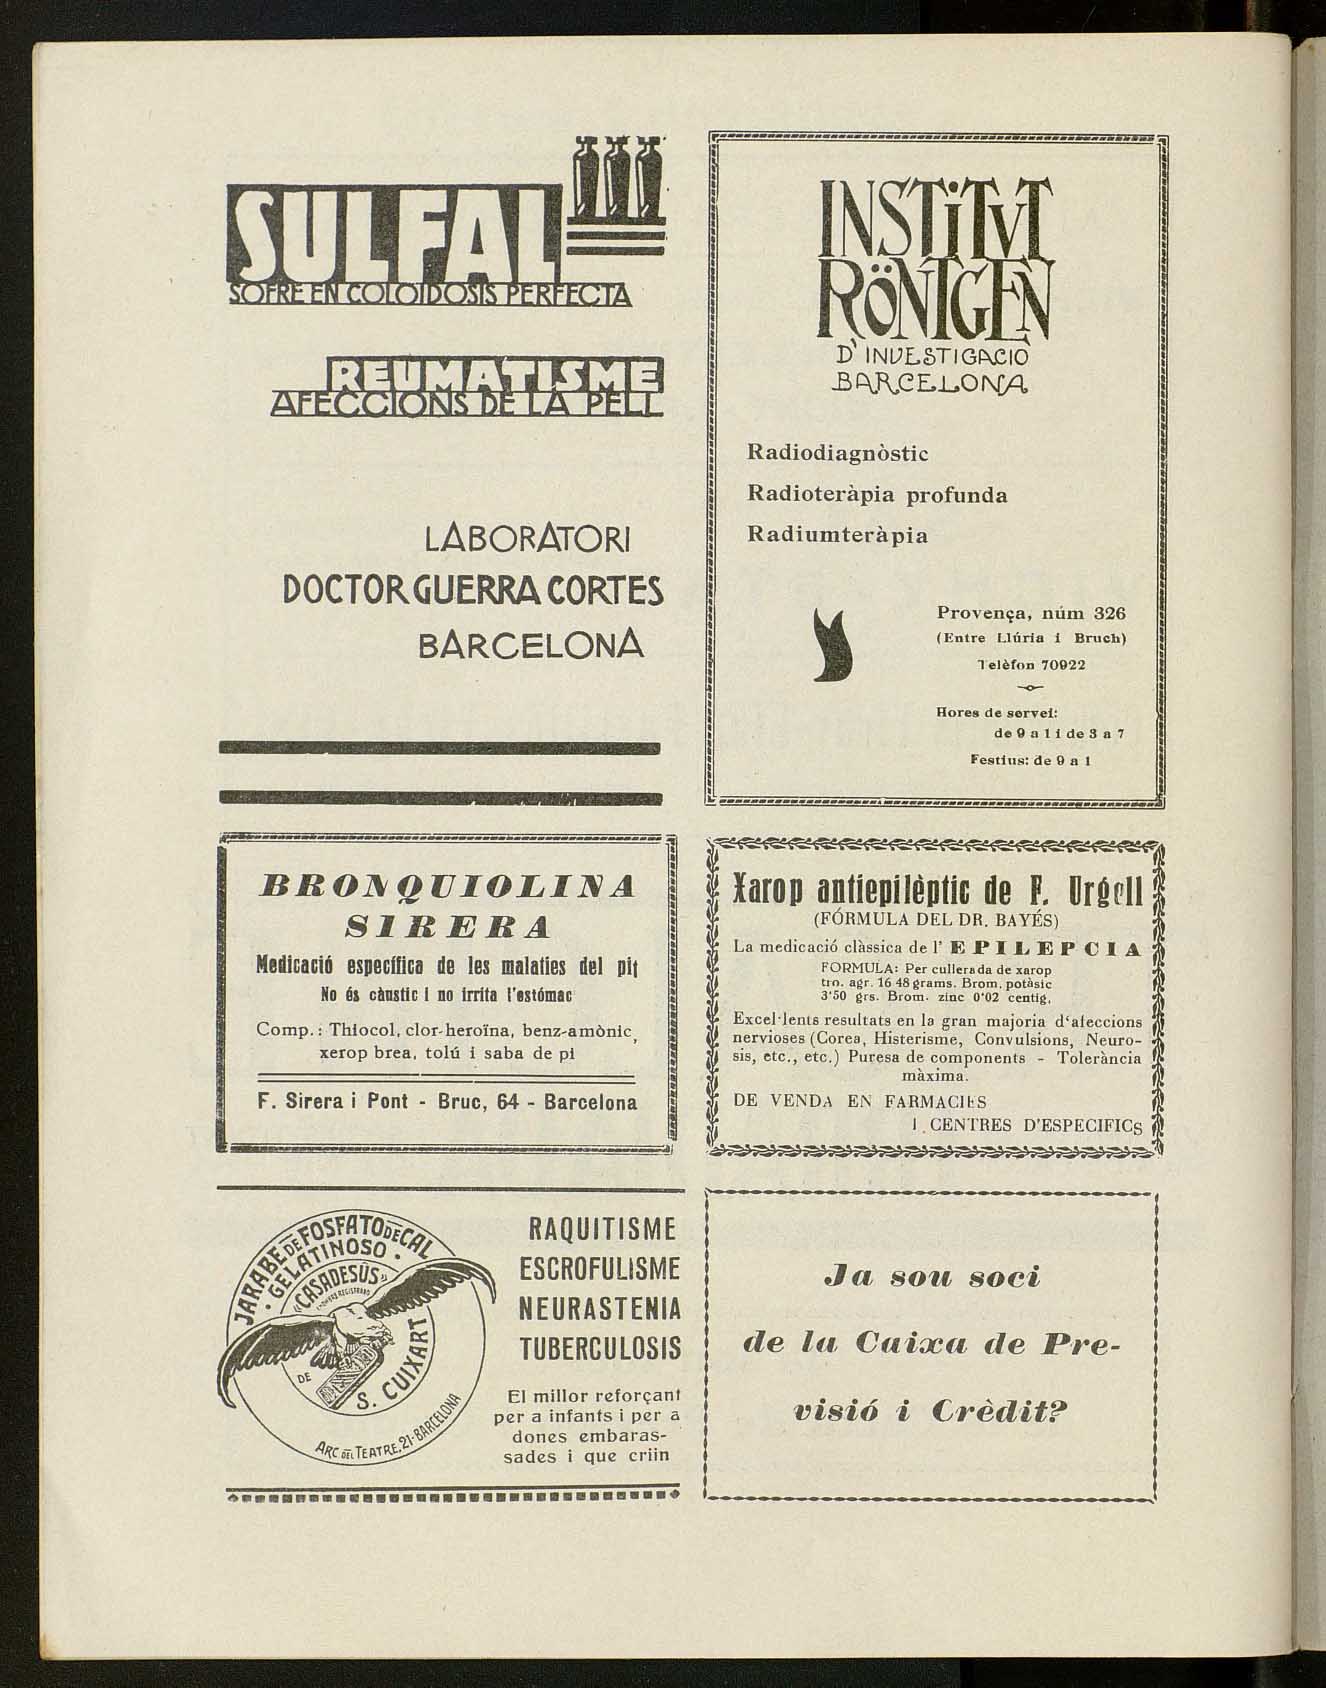 SULFAL
SOFRE EN COLOIDOSIS PERFECTA
REUMATISME
AFECCIONS DE LA PELL
LABORATORI
DOCTOR GUERRA CORTES
BARCELONA
INSTiTVT
RÖNTGEN
D'INVESTIGACIO
BARCELONA
Radiodiagnòstic
Radioteràpia profunda
Radiumteràpia
Provença, núm 326
(Entre Llúria i Bruch)
Telèfon 70922
Hores de servei:
de 9 a 11 de 3 a 7
Festius: de 9 a 1
BRONQUIOLINA
SIRERA
Medicació específica de les malaties del pit
No és càustic i no irrita l'estómac
Comp.: Thiocol, clor-heroïna, benz-amònic,
xerop brea, tolú i saba de pi
F. Sirera i Pont - Bruc, 64 - Barcelona
Xarop antiepilèptic de F. Urgell
(FÓRMULA DEL DR. BAYÉS)
La medicació clàssica de l' EPILEPCIA
FORMULA: Per cullerada de xarop
tro. agr. 16 48 grams. Brom. potàsic
3'50 grs. Brom. zinc 0'02 centig.
Excel·lents resultats en la gran majoria d'afeccions
nervioses (Corea, Histerisme, Convulsions, Neuro-
sis, etc., etc.) Puresa de components - Tolerància
màxima.
DE VENDA EN FARMACIES
I CENTRES D'ESPECIFICS
JARABE DE FOSFATO DE CAL
GELATINOSO
"CASADESÚS"
NOMBRE REGISTRADO
DE
S. CUIXART
ARC DEL TEATRE, 21-BARCELONA
RAQUITISME
ESCROFULISME
NEURASTENIA
TUBERCULOSIS
El millor reforçant
per a infants i per a
dones embaras-
sades i que criin
Ja sou soci
de la Caixa de Pre-
visió i Crèdit?